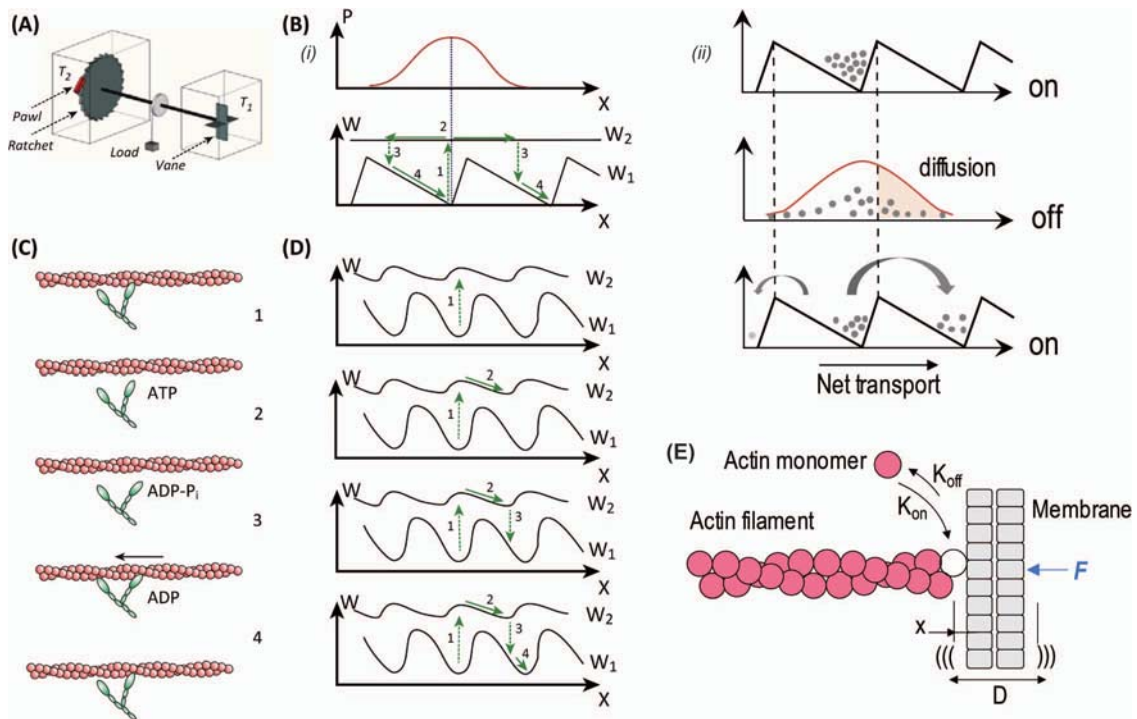 (A)
T2
T1
Pawl
Ratchet
Load
Vane
(B)
(i)
P
X
W
2
W2
3
3
1
4
4
W1
X
(ii)
on
diffusion
off
on
Net transport
(C)
1
ATP
2
ADP-Pi
3
ADP
4
(D)
W
W2
1
W1
X
W
2
W2
1
W1
X
W
2
W2
1
3
W1
X
W
2
W2
1
3
4
W1
X
(E)
Actin monomer
Koff
Kon
Actin filament
Membrane
F
x
D